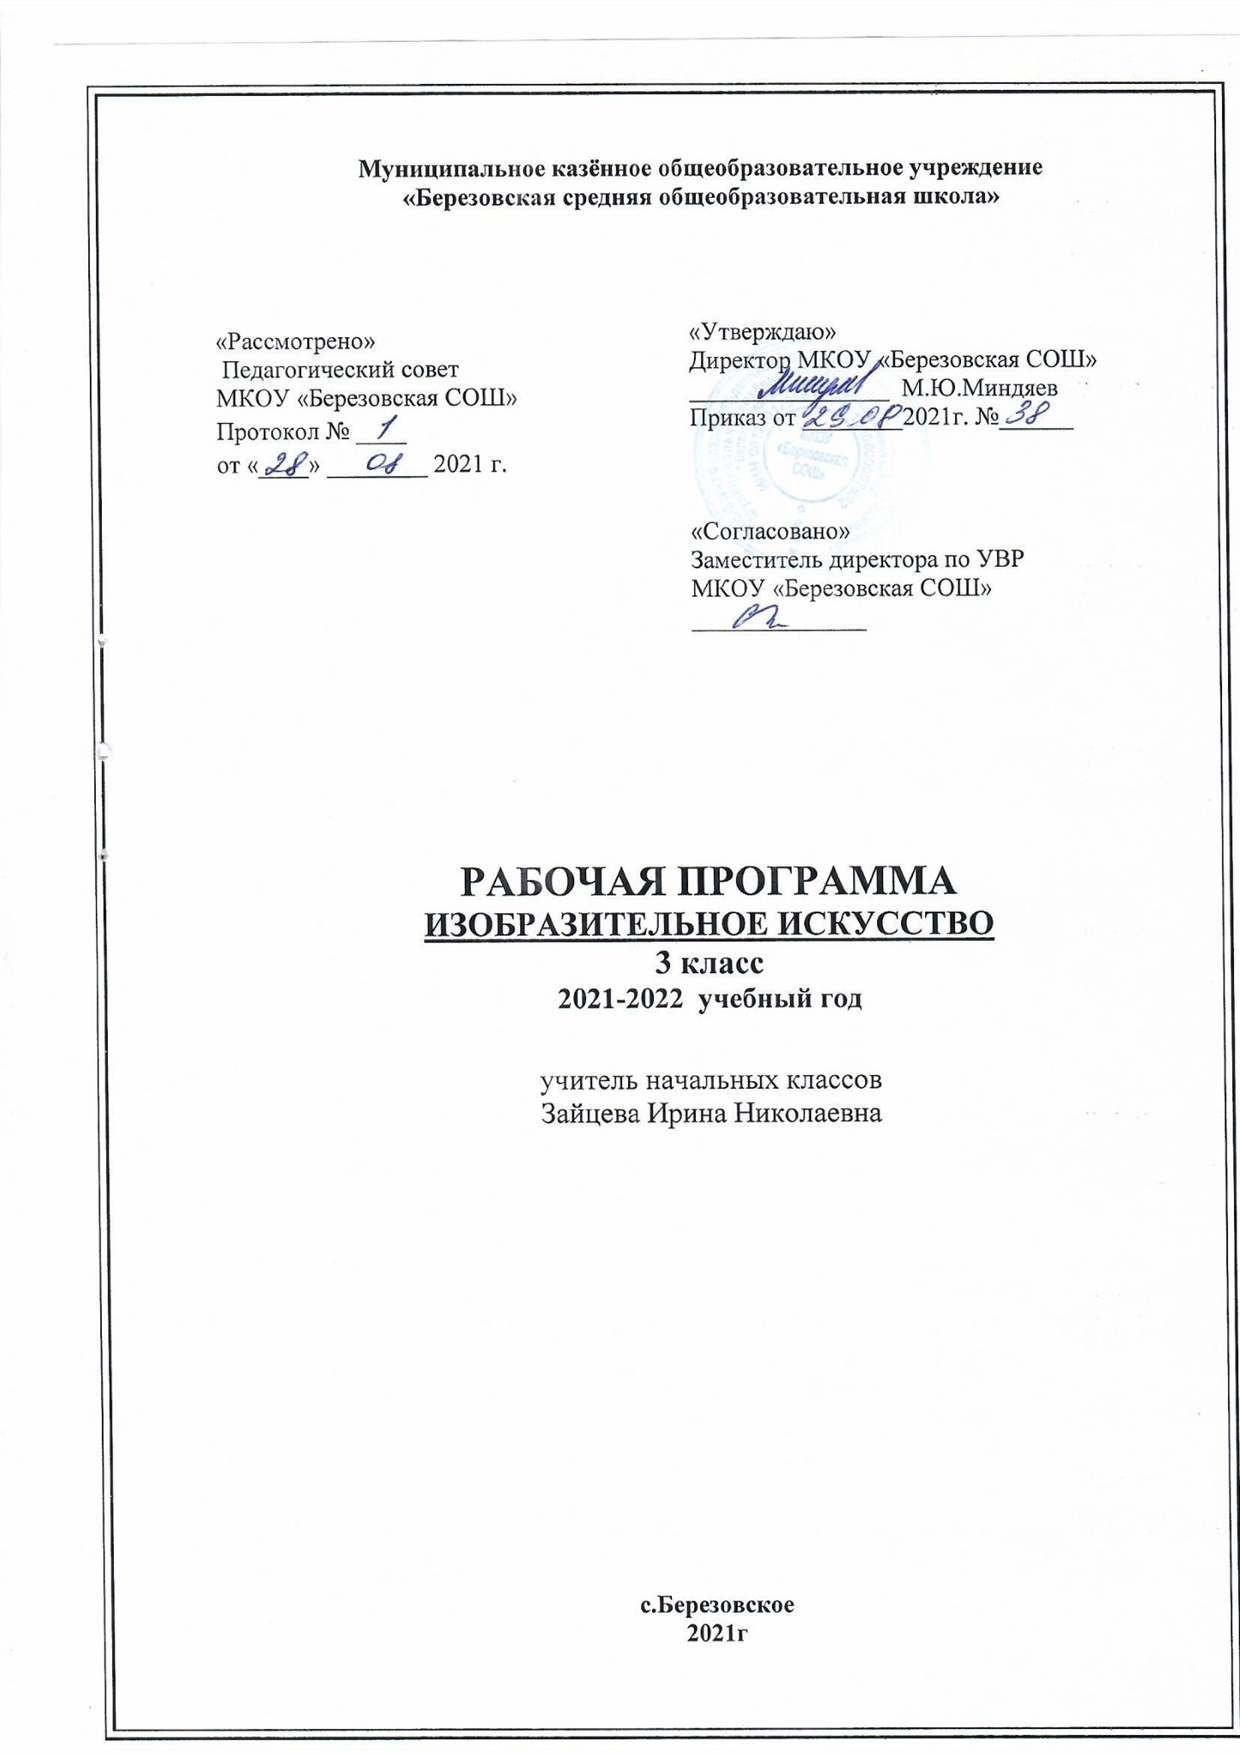 Муниципальное казённое общеобразовательное учреждение
«Березовская средняя общеобразовательная школа»
«Рассмотрено»
Педагогический совет
МКОУ «Березовская СОШ»
Протокол № 1
от «28» 08 2021 г.
«Утверждаю»
Директор МКОУ «Березовская СОШ»
М.Ю.Миндяев
Приказ от 29.08 2021г. № 38
«Березовская
СОШ»
«Согласовано»
Заместитель директора по УВР
МКОУ «Березовская СОШ»
РАБОЧАЯ ПРОГРАММА
ИЗОБРАЗИТЕЛЬНОЕ ИСКУССТВО
3 класс
2021-2022 учебный год
учитель начальных классов
Зайцева Ирина Николаевна
с.Березовское
2021г